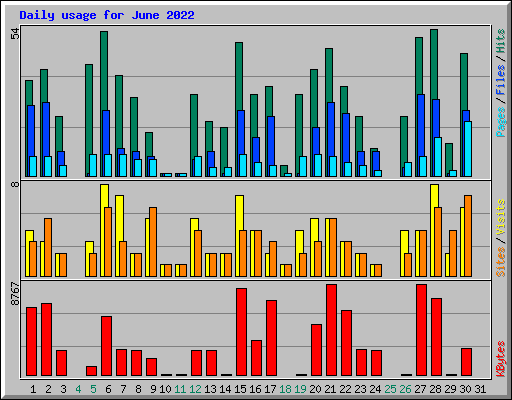 Daily usage for June 2022
54
Pages / Files / Hits
8
Sites / Visits
8767
KBytes
1 2 3 4 5 6 7 8 9 10 11 12 13 14 15 16 17 18 19 20 21 22 23 24 25 26 27 28 29 30 31